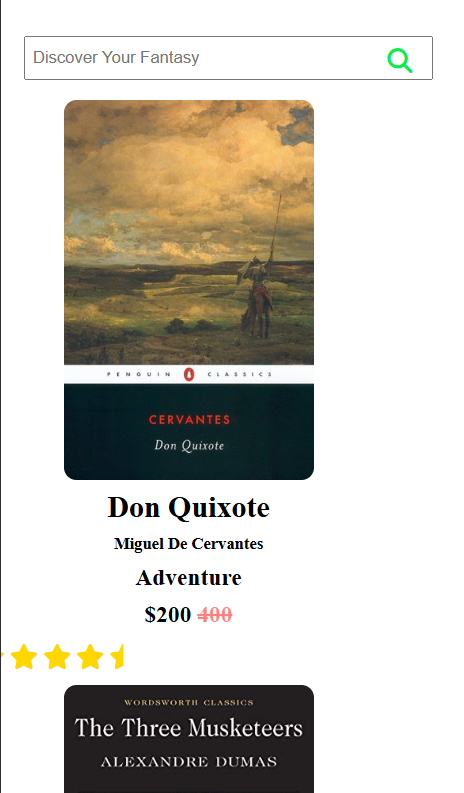 Discover Your Fantasy
PENGUIN CLASSICS
CERVANTES
Don Quixote
Don Quixote
Miguel De Cervantes
Adventure
$200 400
WORDSWORTH CLASSICS
The Three Musketeers
ALEXANDRE DUMAS